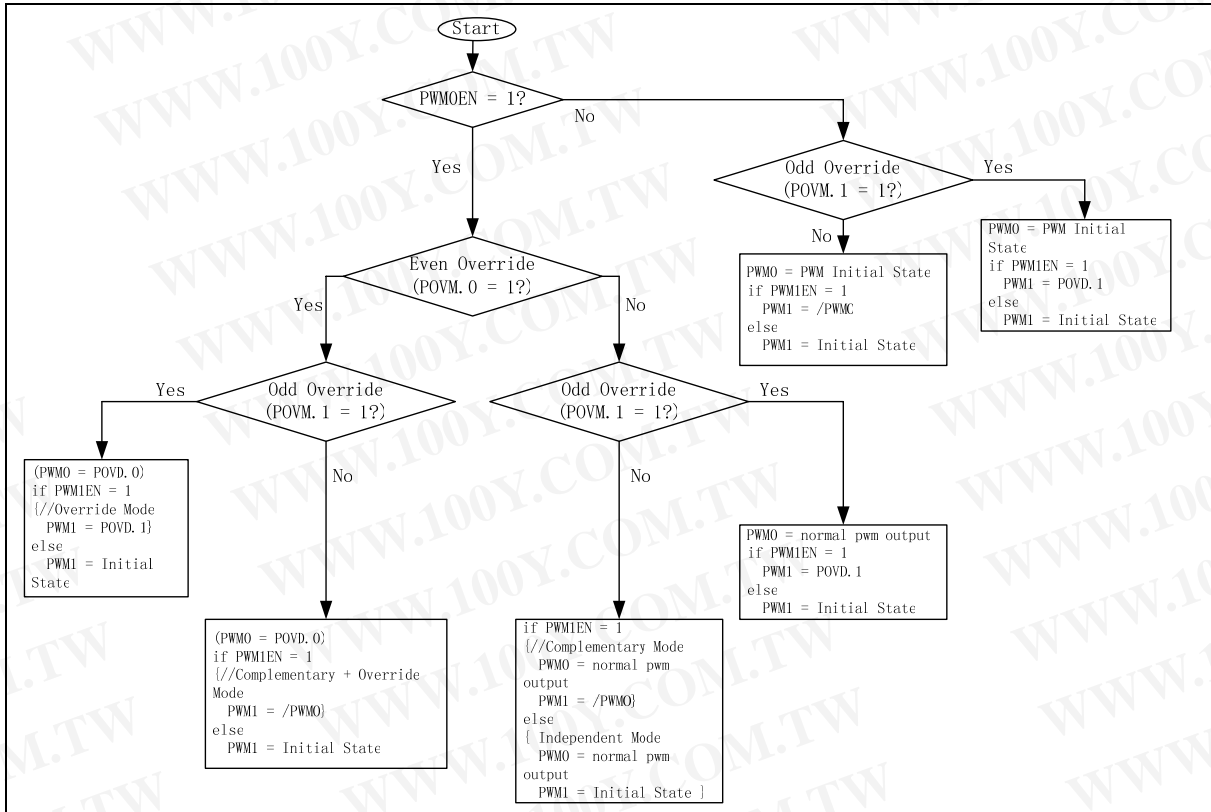 Start
PWM0EN = 1?
No
Yes
Odd Override
(POVM.1 = 1?)
Yes
No
PWM0 = PWM Initial
State
if PWM1EN = 1
PWM1 = POVD.1
else
PWM1 = Initial State
PWM0 = PWM Initial State
if PWM1EN = 1
PWM1 = /PWMC
else
PWM1 = Initial State
Even Override
(POVM.0 = 1?)
Yes
No
Odd Override
(POVM.1 = 1?)
Yes
No
Odd Override
(POVM.1 = 1?)
Yes
No
(PWM0 = POVD.0)
if PWM1EN = 1
{//Override Mode
PWM1 = POVD.1}
else
PWM1 = Initial
State
PWM0 = normal pwm output
if PWM1EN = 1
PWM1 = POVD.1
else
PWM1 = Initial State
(PWM0 = POVD.0)
if PWM1EN = 1
{//Complementary + Override
Mode
PWM1 = /PWM0}
else
PWM1 = Initial State
if PWM1EN = 1
{//Complementary Mode
PWM0 = normal pwm
output
PWM1 = /PWM0}
else
{ Independent Mode
PWM0 = normal pwm
output
PWM1 = Initial State }
WWW.100Y.COM.TW